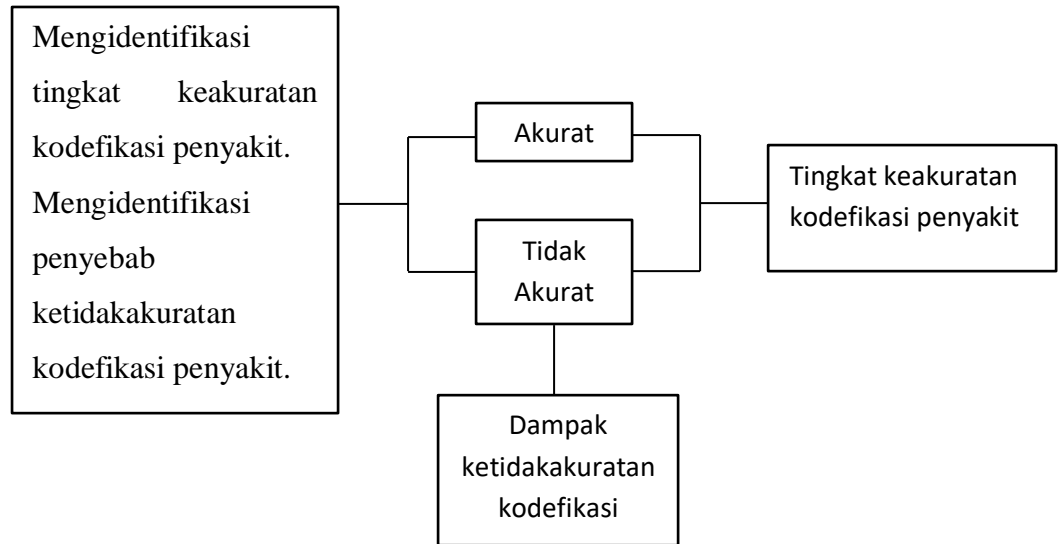 Mengidentifikasi
tingkat keakuratan
kodefikasi penyakit.
Mengidentifikasi
penyebab
ketidakakuratan
kodefikasi penyakit.
Akurat
Tidak
Akurat
Dampak
ketidakakuratan
kodefikasi
Tingkat keakuratan
kodefikasi penyakit